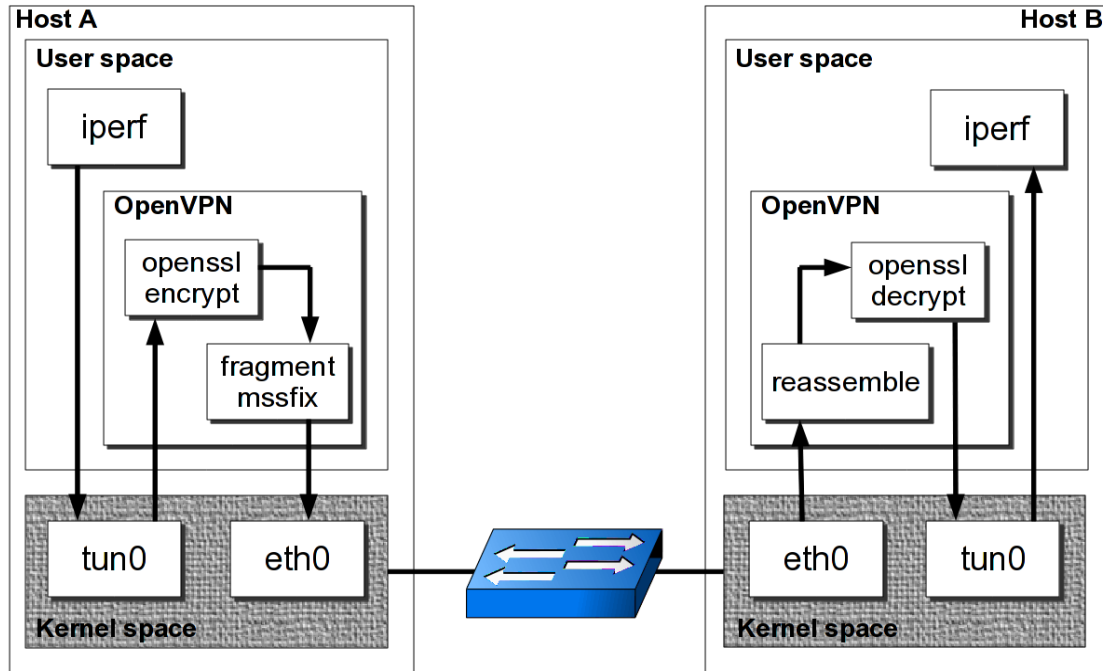 Host A
User space
iperf
OpenVPN
openssl
encrypt
fragment
mssfix
tun0
eth0
Kernel space
Host B
User space
iperf
OpenVPN
openssl
decrypt
reassemble
eth0
tun0
Kernel space